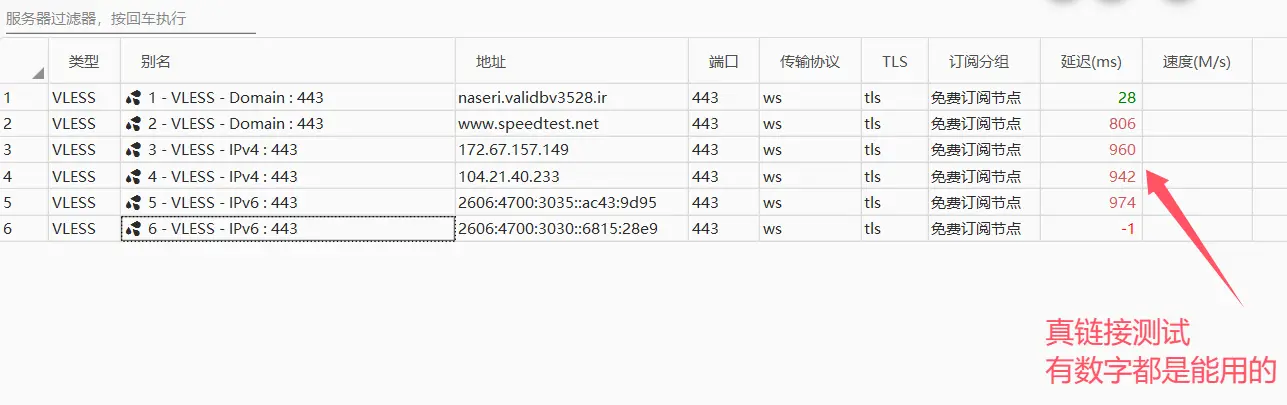 服务器过滤器，按回车执行
类型 别名 地址 端口 传输协议 TLS 订阅分组 延迟(ms) 速度(M/s)
1 VLESS 1 - VLESS - Domain : 443 naseri.validbv3528.ir 443 ws tls 免费订阅节点 28
2 VLESS 2 - VLESS - Domain : 443 www.speedtest.net 443 ws tls 免费订阅节点 806
3 VLESS 3 - VLESS - IPv4 : 443 172.67.157.149 443 ws tls 免费订阅节点 960
4 VLESS 4 - VLESS - IPv4 : 443 104.21.40.233 443 ws tls 免费订阅节点 942
5 VLESS 5 - VLESS - IPv6 : 443 2606:4700:3035::ac43:9d95 443 ws tls 免费订阅节点 974
6 VLESS 6 - VLESS - IPv6 : 443 2606:4700:3030::6815:28e9 443 ws tls 免费订阅节点 -1
真链接测试
有数字都是能用的